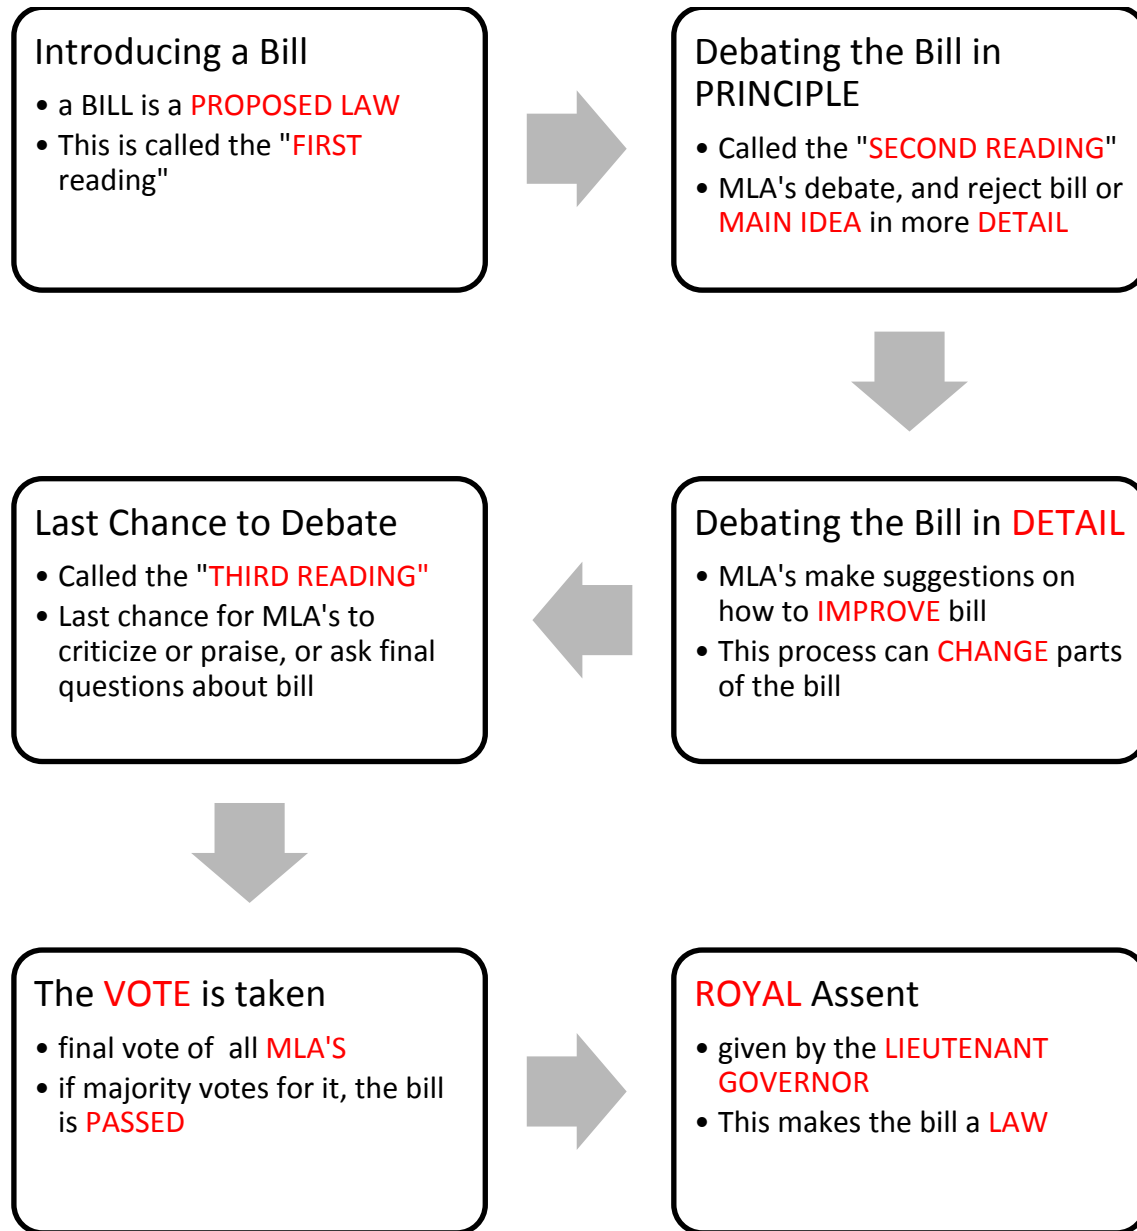 Introducing a Bill
• a BILL is a PROPOSED LAW
• This is called the "FIRST
reading"
Debating the Bill in
PRINCIPLE
• Called the "SECOND READING"
• MLA's debate, and reject bill or
MAIN IDEA in more DETAIL
Debating the Bill in DETAIL
• MLA's make suggestions on
how to IMPROVE bill
• This process can CHANGE parts
of the bill
Last Chance to Debate
• Called the "THIRD READING"
• Last chance for MLA's to
criticize or praise, or ask final
questions about bill
The VOTE is taken
• final vote of  all MLA'S
• if majority votes for it, the bill
is PASSED
ROYAL Assent
• given by the LIEUTENANT
GOVERNOR
• This makes the bill a LAW